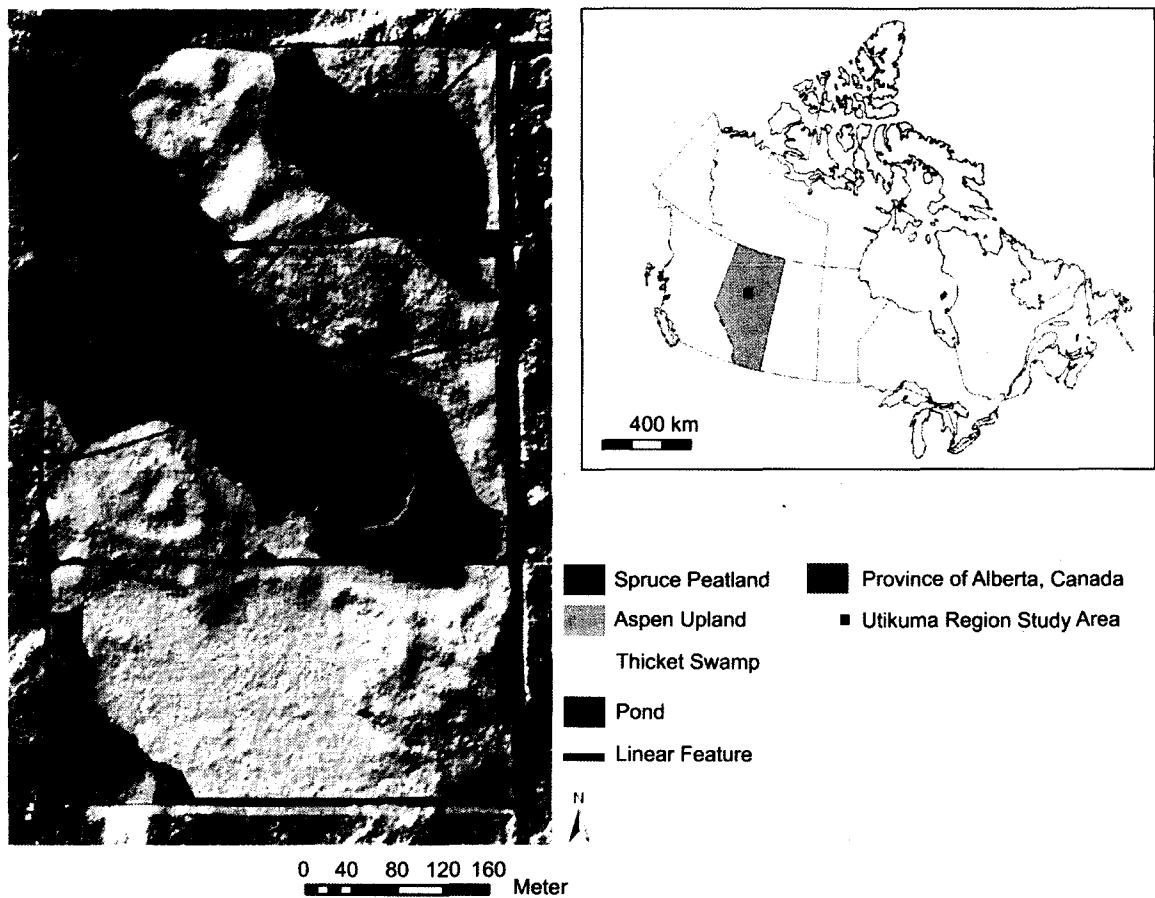 400 km
Spruce Peatland
Province of Alberta, Canada
Aspen Upland
Utikuma Region Study Area
Thicket Swamp
Pond
Linear Feature
N
0 40 80 120 160
Meter